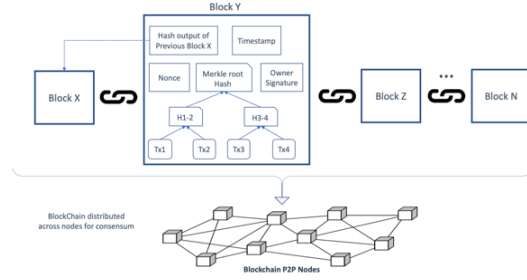 Block Y
Hash output of
Previous Block X
Timestamp
Nonce
Merkle root
Hash
Owner
Signature
Block X
H1-2
H3-4
Block Z
...
Block N
Tx1
Tx2
Tx3
Tx4
BlockChain distributed
across nodes for consensum
Blockchain P2P Nodes